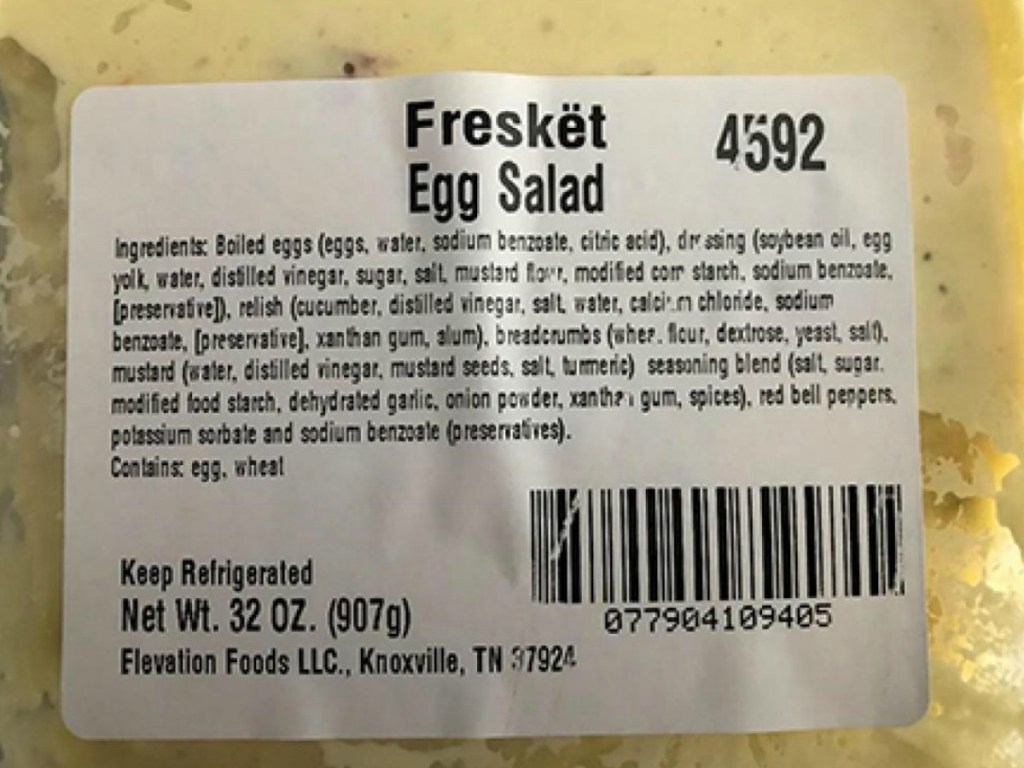 Freskët
4592
Egg Salad
Ingredients: Boiled eggs (eggs, water, sodium benzoate, citric acid), dressing (soybean oil, egg
yolk, water, distilled vinegar, sugar, salt, mustard flour, modified corn starch, sodium benzoate,
[preservative]), relish (cucumber, distilled vinegar, salt, water, calcium chloride, sodium
benzoate, [preservative], xanthan gum, alum), breadcrumbs (wheat flour, dextrose, yeast, salt),
mustard (water, distilled vinegar, mustard seeds, salt, turmeric) seasoning blend (salt, sugar,
modified food starch, dehydrated garlic, onion powder, xanthan gum, spices), red bell peppers,
potassium sorbate and sodium benzoate (preservatives).
Contains: egg, wheat
Keep Refrigerated
Net Wt. 32 OZ. (907g)
Elevation Foods LLC., Knoxville, TN 37924
077904109405